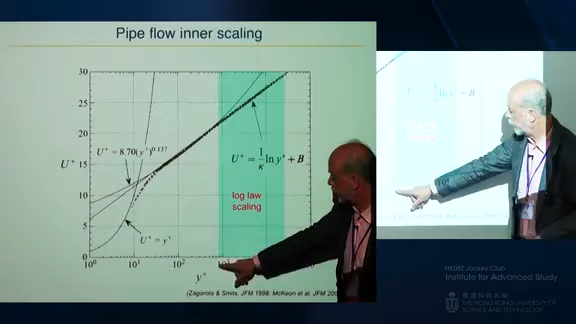 Pipe flow inner scaling
30
25
20
U⁺
15
10
5
0
U⁺ = 8.70(y⁺)^0.137
U⁺ = 1/κ ln y⁺ + B
log law
scaling
U⁺ = y⁺
10⁰ 10¹ 10²
y⁺
(Zagarola & Smits, JFM 1998, McKeon et al. JFM
HKUST Jockey Club
Institute for Advanced Study
香港科技大學
THE HONG KONG UNIVERSITY OF
SCIENCE AND TECHNOLOGY